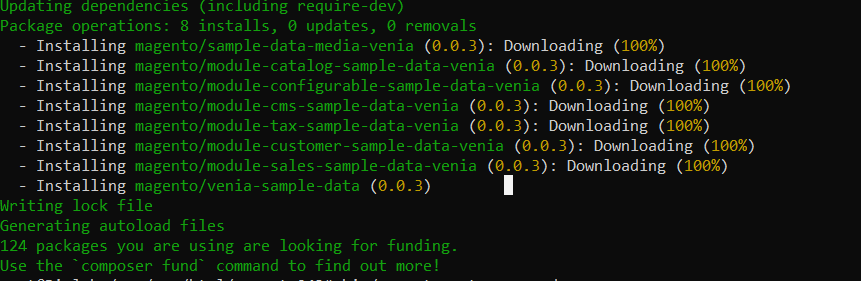 Updating dependencies (including require-dev)
Package operations: 8 installs, 0 updates, 0 removals
  - Installing magento/sample-data-media-venia (0.0.3): Downloading (100%)
  - Installing magento/module-catalog-sample-data-venia (0.0.3): Downloading (100%)
  - Installing magento/module-configurable-sample-data-venia (0.0.3): Downloading (100%)
  - Installing magento/module-cms-sample-data-venia (0.0.3): Downloading (100%)
  - Installing magento/module-tax-sample-data-venia (0.0.3): Downloading (100%)
  - Installing magento/module-customer-sample-data-venia (0.0.3): Downloading (100%)
  - Installing magento/module-sales-sample-data-venia (0.0.3): Downloading (100%)
  - Installing magento/venia-sample-data (0.0.3)
Writing lock file
Generating autoload files
124 packages you are using are looking for funding.
Use the `composer fund` command to find out more!